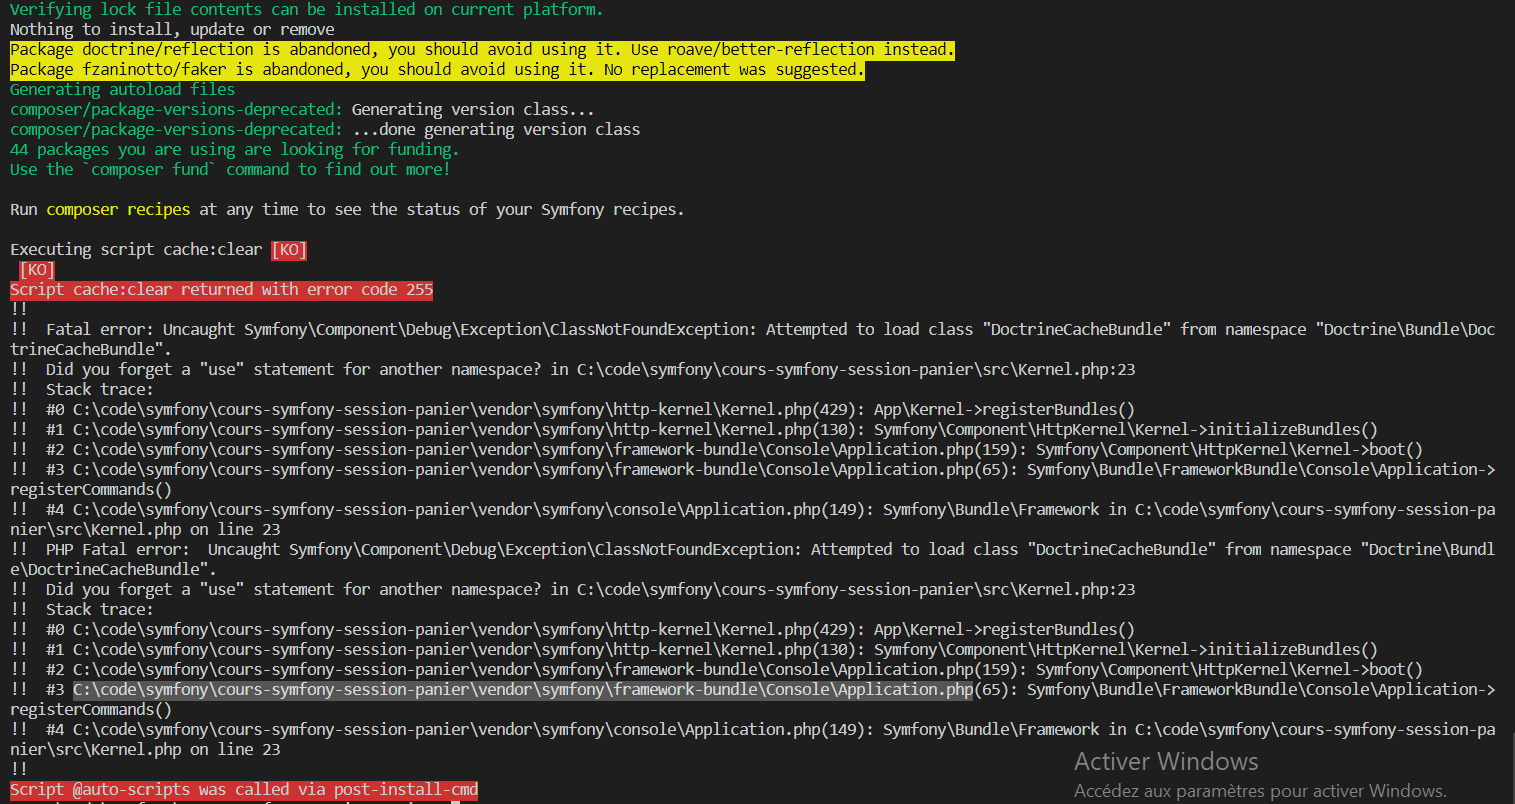 Verifying lock file contents can be installed on current platform.
Nothing to install, update or remove
Package doctrine/reflection is abandoned, you should avoid using it. Use roave/better-reflection instead.
Package fzaninotto/faker is abandoned, you should avoid using it. No replacement was suggested.
Generating autoload files
composer/package-versions-deprecated: Generating version class...
composer/package-versions-deprecated: ...done generating version class
44 packages you are using are looking for funding.
Use the `composer fund` command to find out more!
Run composer recipes at any time to see the status of your Symfony recipes.
Executing script cache:clear [KO]
[KO]
Script cache:clear returned with error code 255
!!
!!  Fatal error: Uncaught Symfony\Component\Debug\Exception\ClassNotFoundException: Attempted to load class "DoctrineCacheBundle" from namespace "Doctrine\Bundle\Doc
trineCacheBundle".
!!  Did you forget a "use" statement for another namespace? in C:\code\symfony\cours-symfony-session-panier\src\Kernel.php:23
!!  Stack trace:
!!  #0 C:\code\symfony\cours-symfony-session-panier\vendor\symfony\http-kernel\Kernel.php(429): App\Kernel->registerBundles()
!!  #1 C:\code\symfony\cours-symfony-session-panier\vendor\symfony\http-kernel\Kernel.php(130): Symfony\Component\HttpKernel\Kernel->initializeBundles()
!!  #2 C:\code\symfony\cours-symfony-session-panier\vendor\symfony\framework-bundle\Console\Application.php(159): Symfony\Component\HttpKernel\Kernel->boot()
!!  #3 C:\code\symfony\cours-symfony-session-panier\vendor\symfony\framework-bundle\Console\Application.php(65): Symfony\Bundle\FrameworkBundle\Console\Application->
registerCommands()
!!  #4 C:\code\symfony\cours-symfony-session-panier\vendor\symfony\console\Application.php(149): Symfony\Bundle\Framework in C:\code\symfony\cours-symfony-session-pa
nier\src\Kernel.php on line 23
!!  PHP Fatal error:  Uncaught Symfony\Component\Debug\Exception\ClassNotFoundException: Attempted to load class "DoctrineCacheBundle" from namespace "Doctrine\Bundl
e\DoctrineCacheBundle".
!!  Did you forget a "use" statement for another namespace? in C:\code\symfony\cours-symfony-session-panier\src\Kernel.php:23
!!  Stack trace:
!!  #0 C:\code\symfony\cours-symfony-session-panier\vendor\symfony\http-kernel\Kernel.php(429): App\Kernel->registerBundles()
!!  #1 C:\code\symfony\cours-symfony-session-panier\vendor\symfony\http-kernel\Kernel.php(130): Symfony\Component\HttpKernel\Kernel->initializeBundles()
!!  #2 C:\code\symfony\cours-symfony-session-panier\vendor\symfony\framework-bundle\Console\Application.php(159): Symfony\Component\HttpKernel\Kernel->boot()
!!  #3 C:\code\symfony\cours-symfony-session-panier\vendor\symfony\framework-bundle\Console\Application.php(65): Symfony\Bundle\FrameworkBundle\Console\Application->
registerCommands()
!!  #4 C:\code\symfony\cours-symfony-session-panier\vendor\symfony\console\Application.php(149): Symfony\Bundle\Framework in C:\code\symfony\cours-symfony-session-pa
nier\src\Kernel.php on line 23
!!
Script @auto-scripts was called via post-install-cmd
Activer Windows
Accédez aux paramètres pour activer Windows.